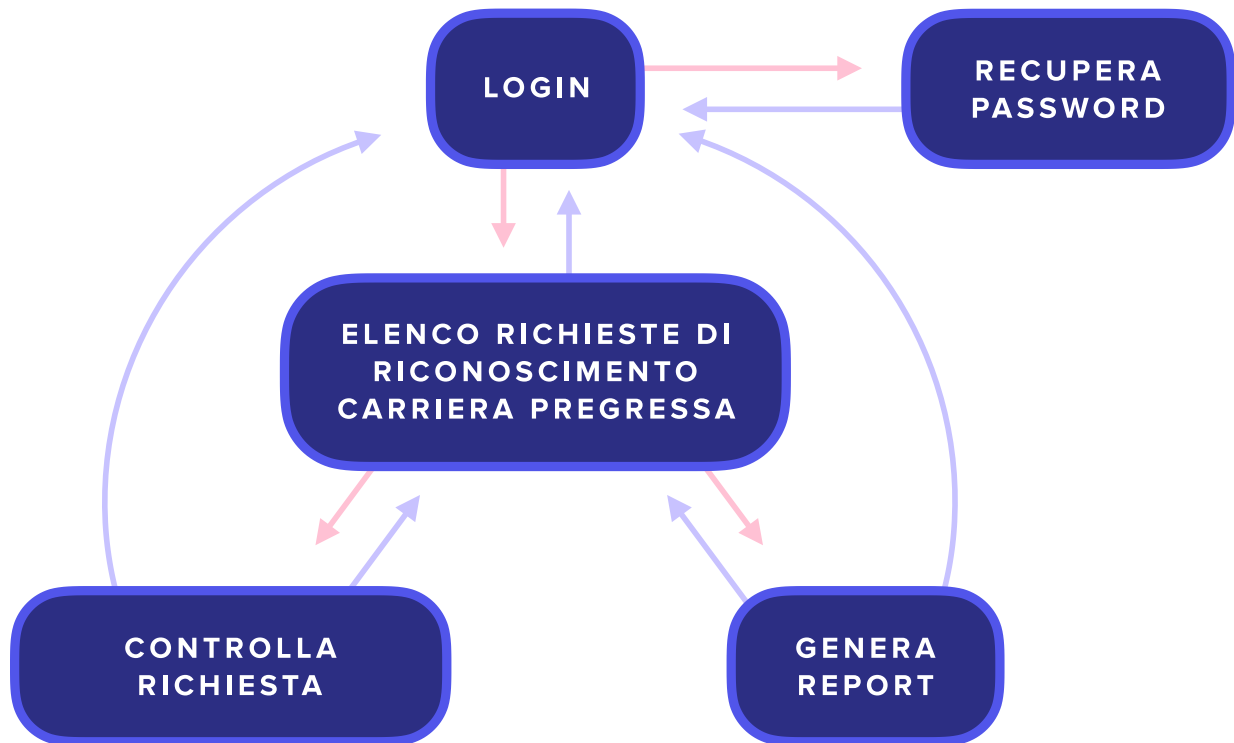 LOGIN
RECUPERA
PASSWORD
ELENCO RICHIESTE DI
RICONOSCIMENTO
CARRIERA PREGRESSA
CONTROLLA
RICHIESTA
GENERA
REPORT